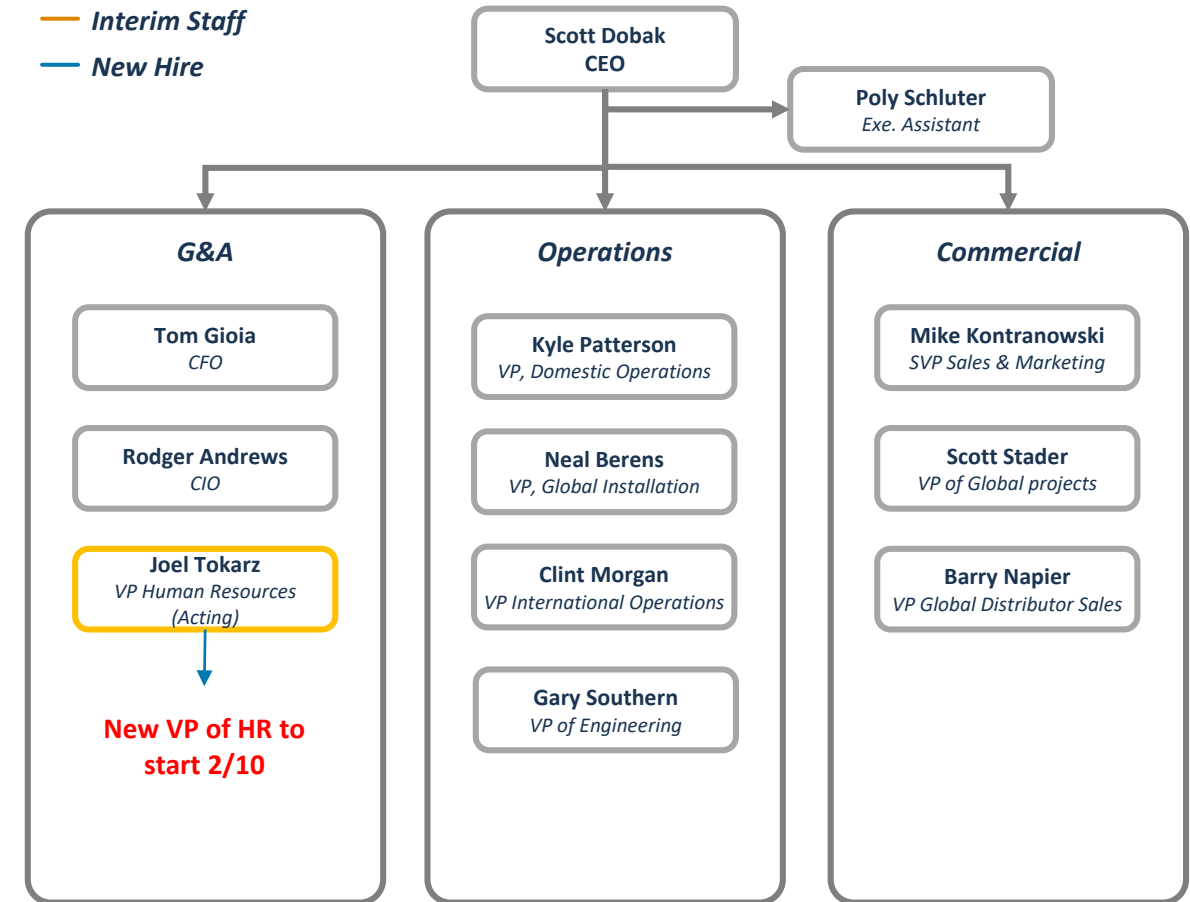 Interim Staff
New Hire
Scott Dobak
CEO
Poly Schluter
Exe. Assistant
G&A
Tom Gioia
CFO
Rodger Andrews
CIO
Joel Tokarz
VP Human Resources
(Acting)
New VP of HR to
start 2/10
Operations
Kyle Patterson
VP, Domestic Operations
Neal Berens
VP, Global Installation
Clint Morgan
VP International Operations
Gary Southern
VP of Engineering
Commercial
Mike Kontranowski
SVP Sales & Marketing
Scott Stader
VP of Global projects
Barry Napier
VP Global Distributor Sales